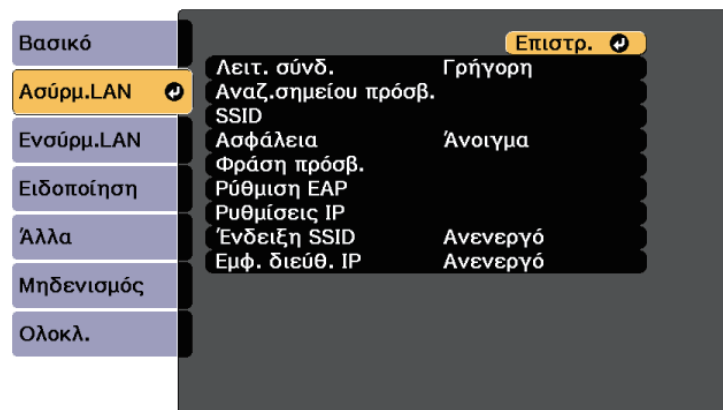 Βασικό
Ασύρμ.LAN
Ενσύρμ.LAN
Ειδοποίηση
Άλλα
Μηδενισμός
Ολοκλ.
Επιστρ.
Λειτ. σύνδ. Γρήγορη
Αναζ.σημείου πρόσβ.
SSID
Ασφάλεια Άνοιγμα
Φράση πρόσβ.
Ρύθμιση EAP
Ρυθμίσεις IP
Ένδειξη SSID Ανενεργό
Εμφ. διεύθ. IP Ανενεργό